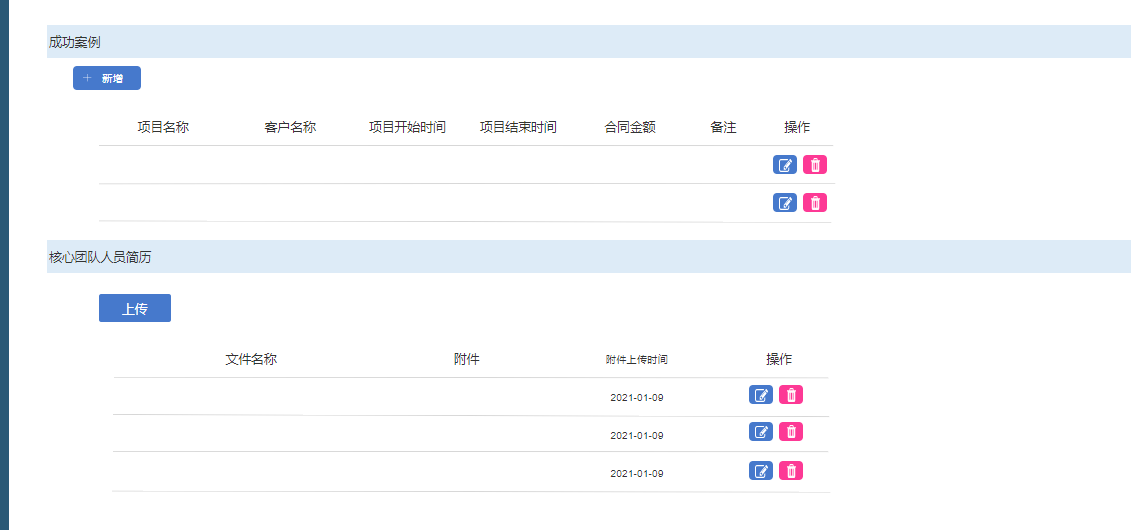 成功案例
+ 新增
项目名称 客户名称 项目开始时间 项目结束时间 合同金额 备注 操作
核心团队人员简历
上传
文件名称 附件 附件上传时间 操作
2021-01-09
2021-01-09
2021-01-09